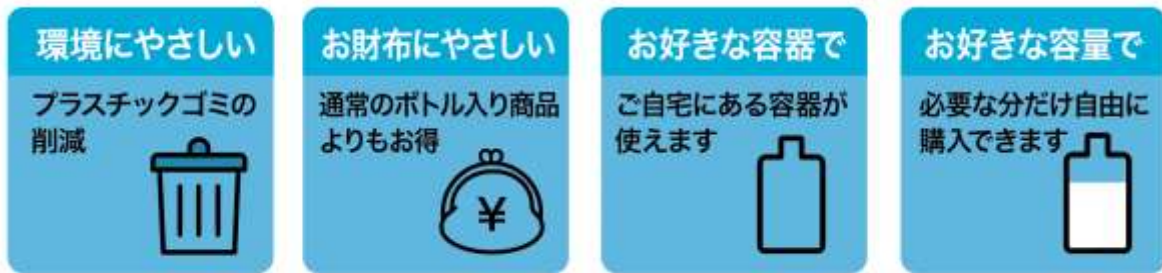 環境にやさしい
プラスチックゴミの
削減
お財布にやさしい
通常のボトル入り商品
よりもお得
¥
お好きな容器で
ご自宅にある容器が
使えます
お好きな容量で
必要な分だけ自由に
購入できます